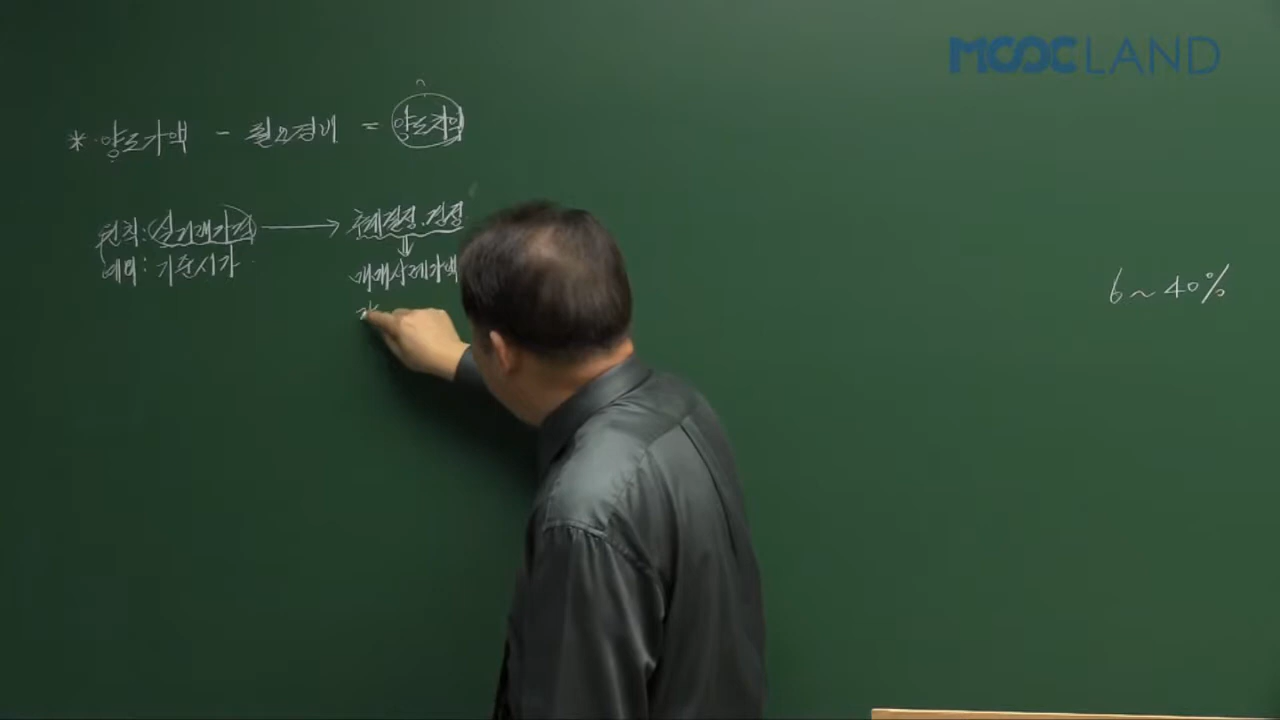 MOOCLAND
* 양도가액 - 필요경비 = 양도차익
원칙: 실거래가격 → 추계결정.경정
예외: 기준시가 매매사례가액
6~40%